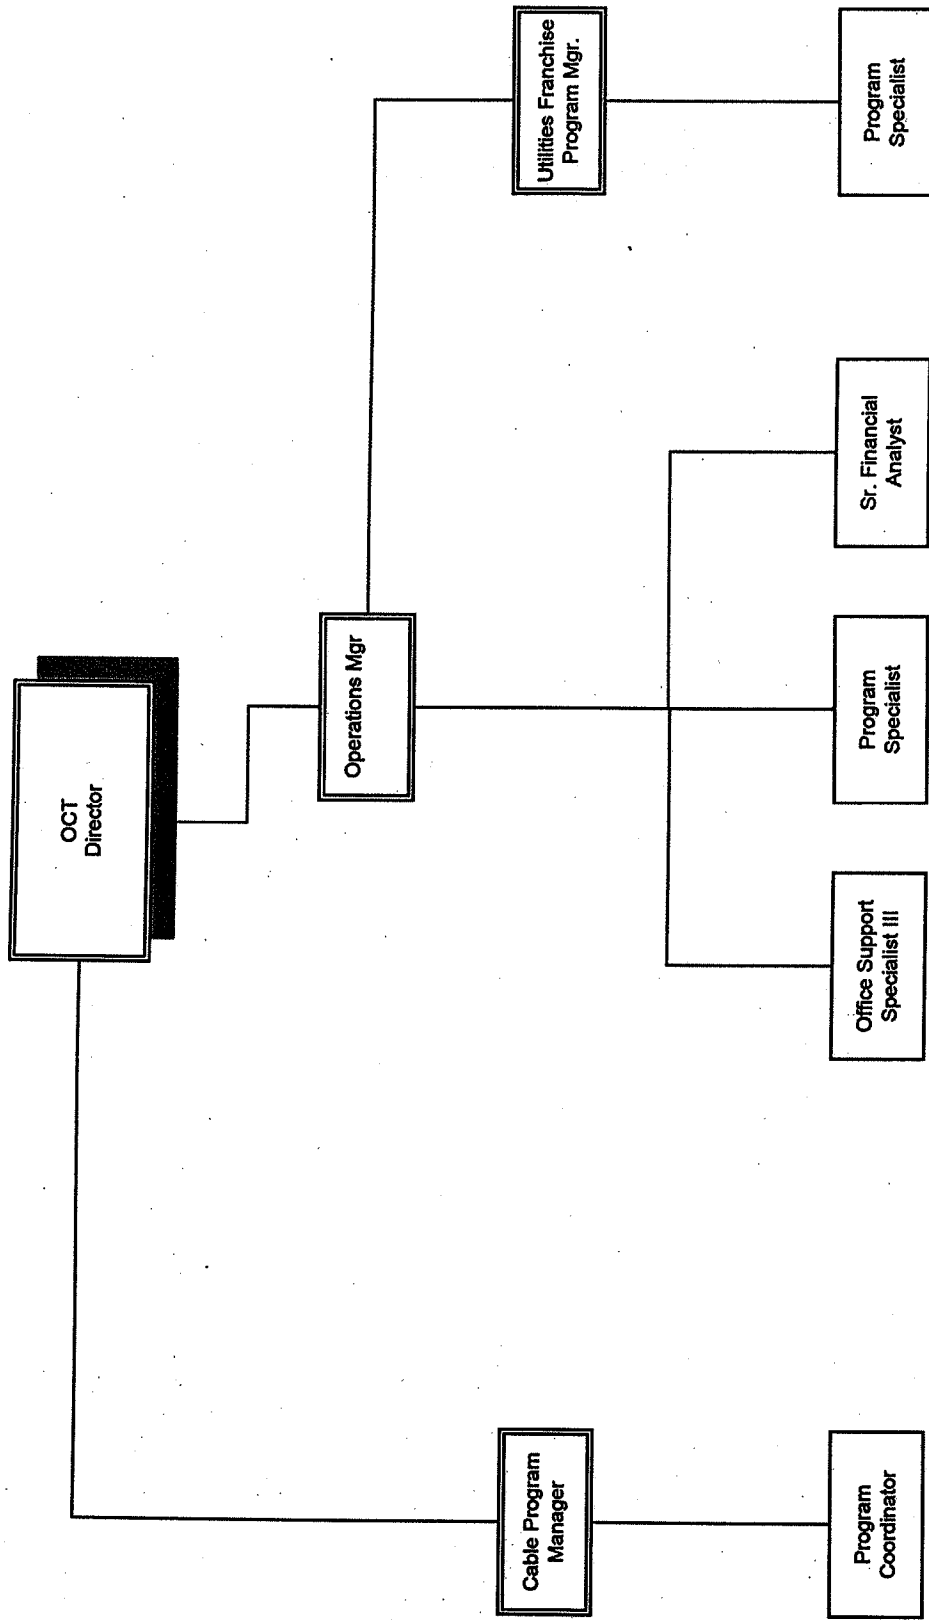 OCT
Director
Operations Mgr
Cable Program
Manager
Utilities Franchise
Program Mgr.
Program
Coordinator
Office Support
Specialist III
Program
Specialist
Sr. Financial
Analyst
Program
Specialist